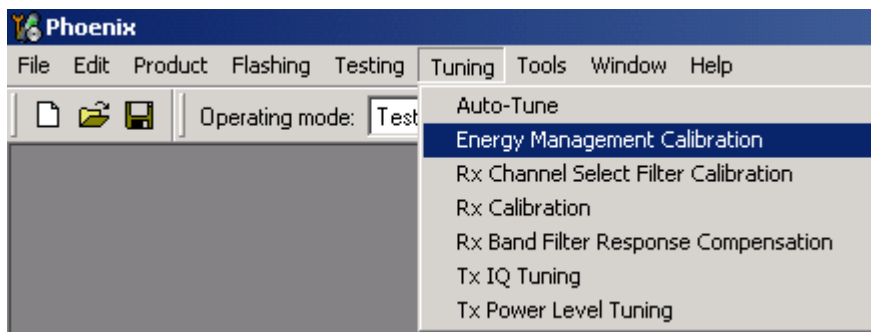 Phoenix
File Edit Product Flashing Testing Tuning Tools Window Help
Operating mode: Test
Auto-Tune
Energy Management Calibration
Rx Channel Select Filter Calibration
Rx Calibration
Rx Band Filter Response Compensation
Tx IQ Tuning
Tx Power Level Tuning